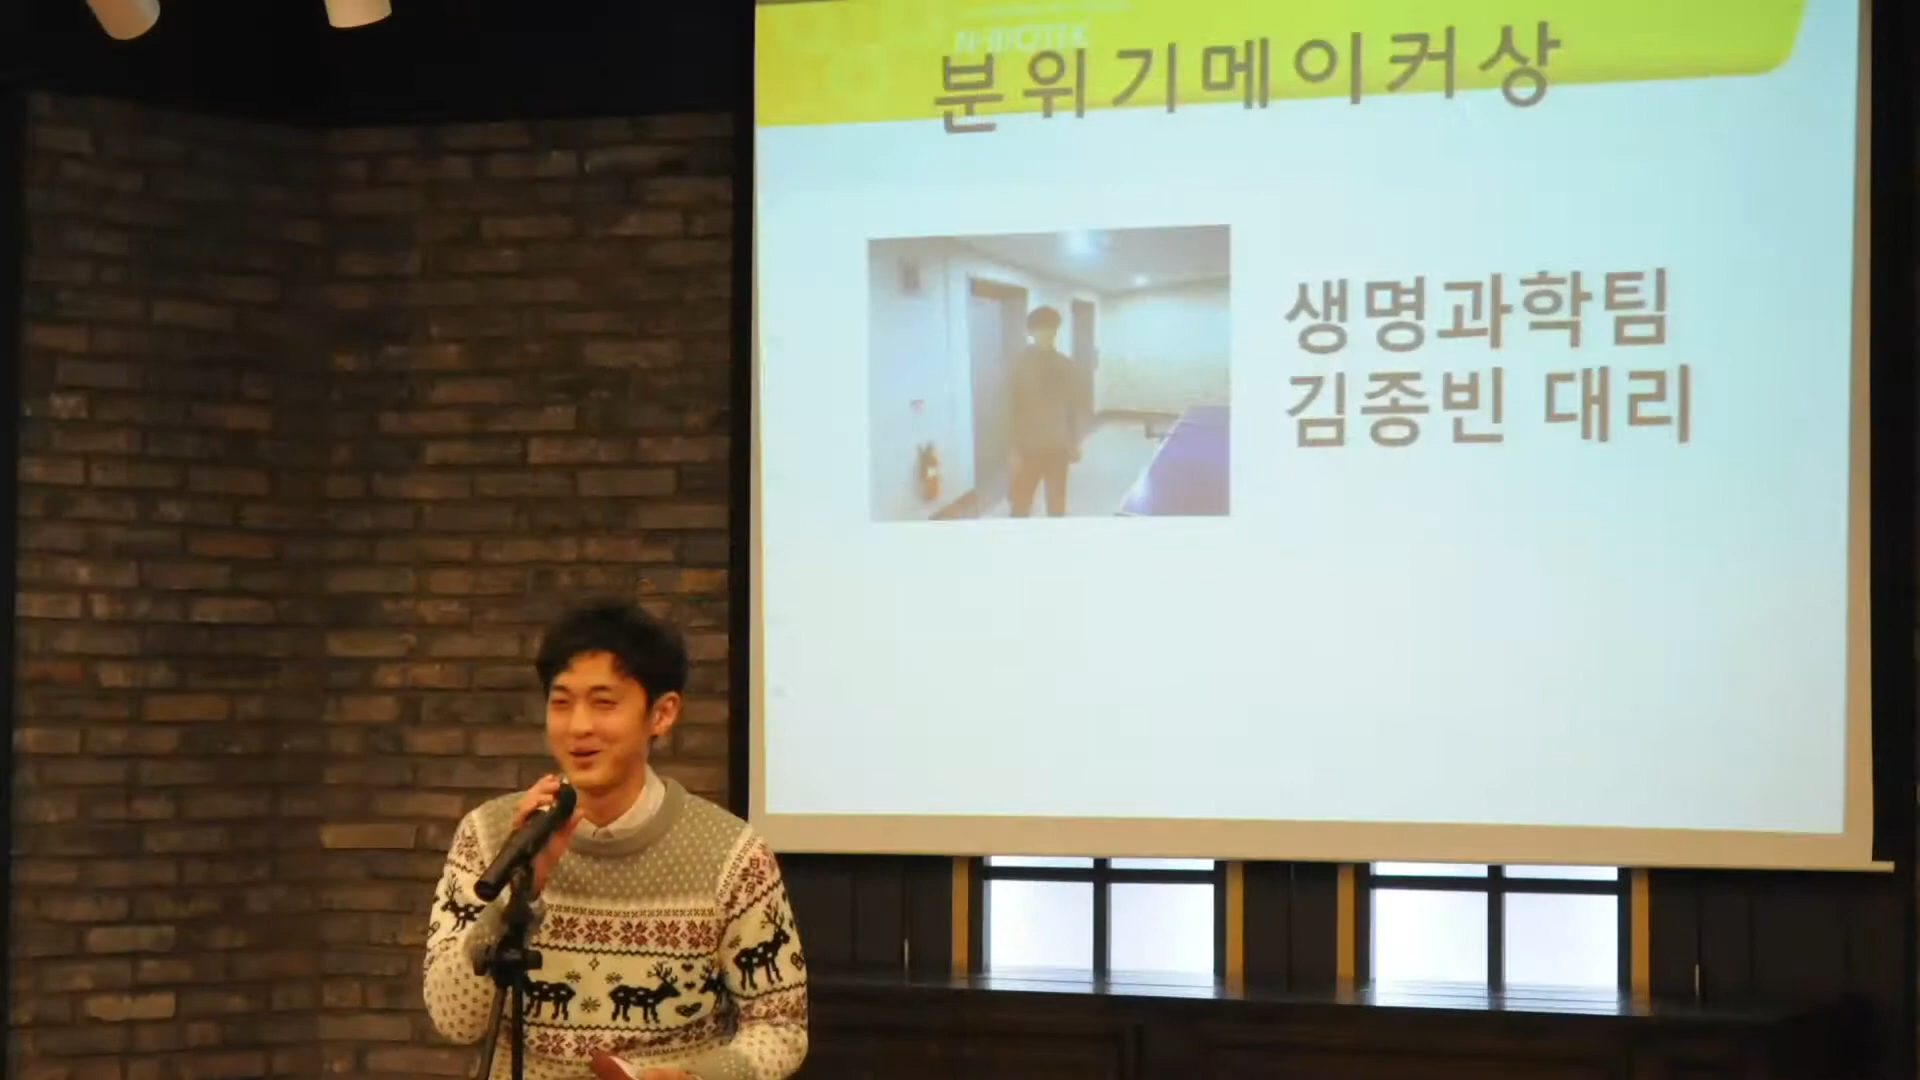 분위기메이커상
생명과학팀
김종빈 대리